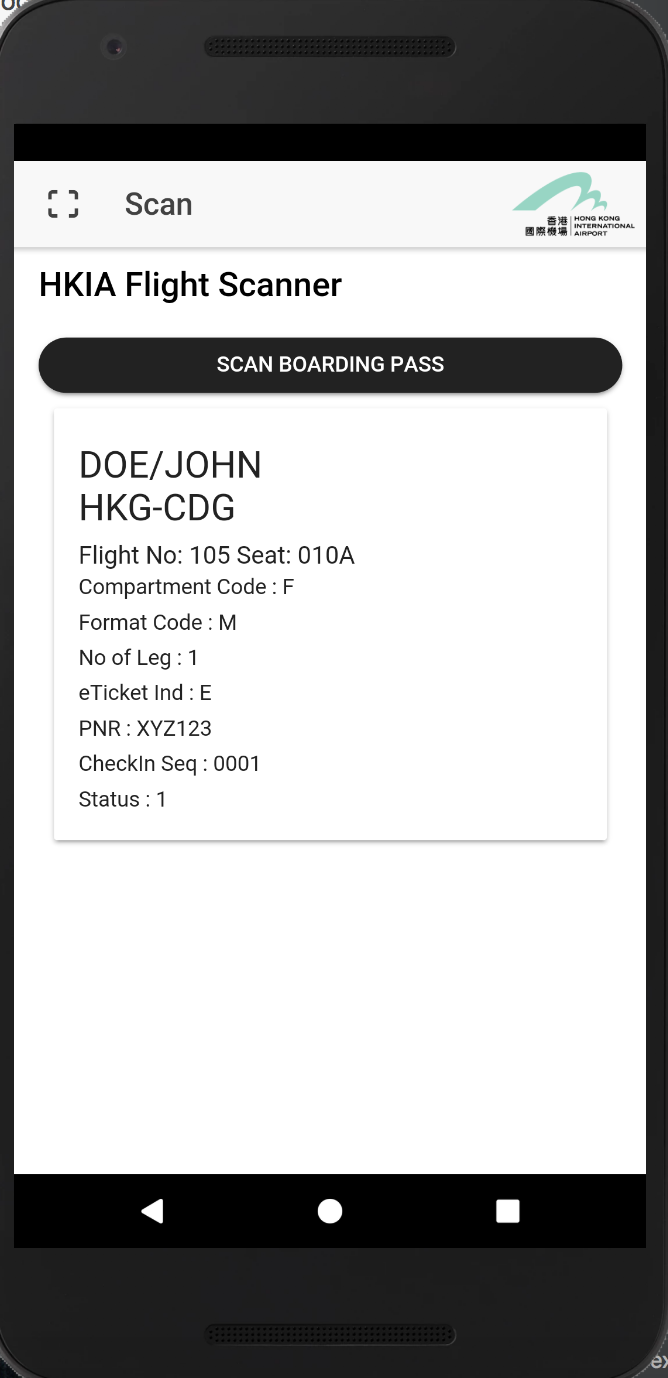 Scan
香港
國際機場
HONG KONG
INTERNATIONAL
AIRPORT
HKIA Flight Scanner
SCAN BOARDING PASS
DOE/JOHN
HKG-CDG
Flight No: 105 Seat: 010A
Compartment Code : F
Format Code : M
No of Leg : 1
eTicket Ind : E
PNR : XYZ123
CheckIn Seq : 0001
Status : 1